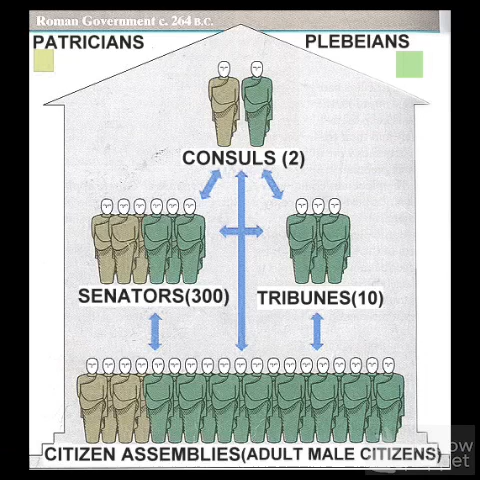 Roman Government c. 264 B.C.
PATRICIANS
PLEBEIANS
CONSULS (2)
SENATORS(300)
TRIBUNES(10)
CITIZEN ASSEMBLIES(ADULT MALE CITIZENS)